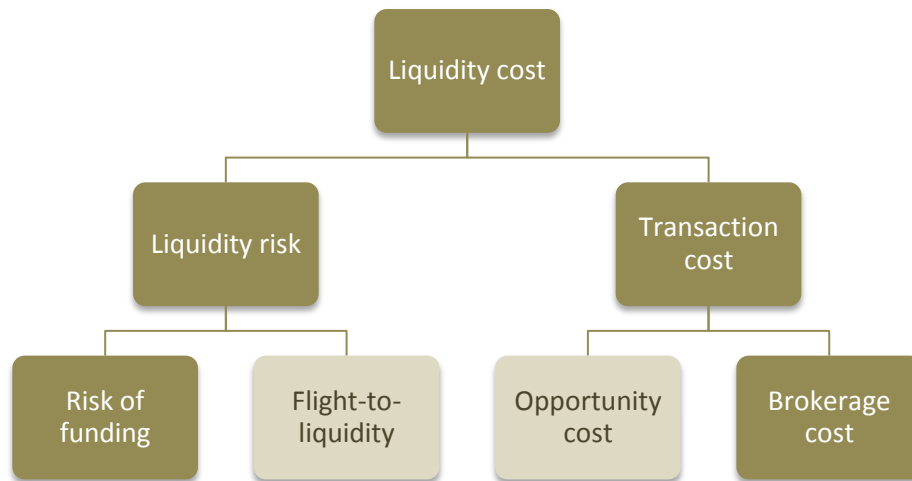 Liquidity cost
Liquidity risk
Transaction
cost
Risk of
funding
Flight-to-
liquidity
Opportunity
cost
Brokerage
cost